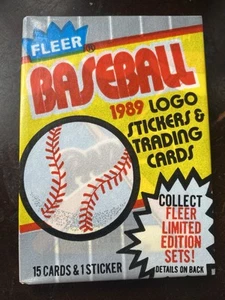 FLEER®
BASEBALL
1989 LOGO
STICKERS &
TRADING
CARDS
COLLECT
FLEER
LIMITED
EDITION
SETS!
DETAILS ON BACK
15 CARDS & 1 STICKER